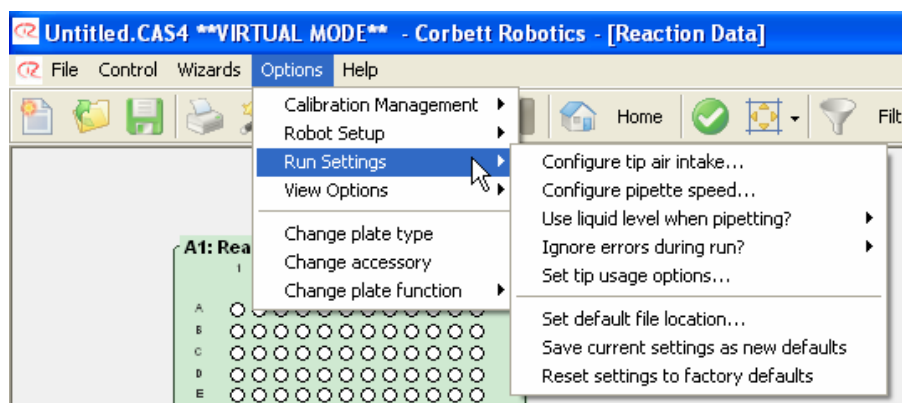 Untitled.CAS4 **VIRTUAL MODE** - Corbett Robotics - [Reaction Data]
File Control Wizards Options Help
Home Filt
Calibration Management
Robot Setup
Run Settings
View Options
Change plate type
Change accessory
Change plate function
Configure tip air intake...
Configure pipette speed...
Use liquid level when pipetting?
Ignore errors during run?
Set tip usage options...
Set default file location...
Save current settings as new defaults
Reset settings to factory defaults
A1: Rea
1
A
B
C
D
E